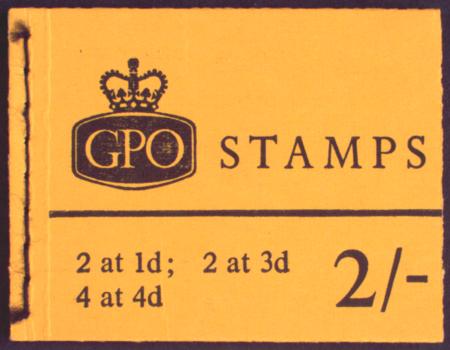 GPO STAMPS
2 at 1d; 2 at 3d
4 at 4d
2/-